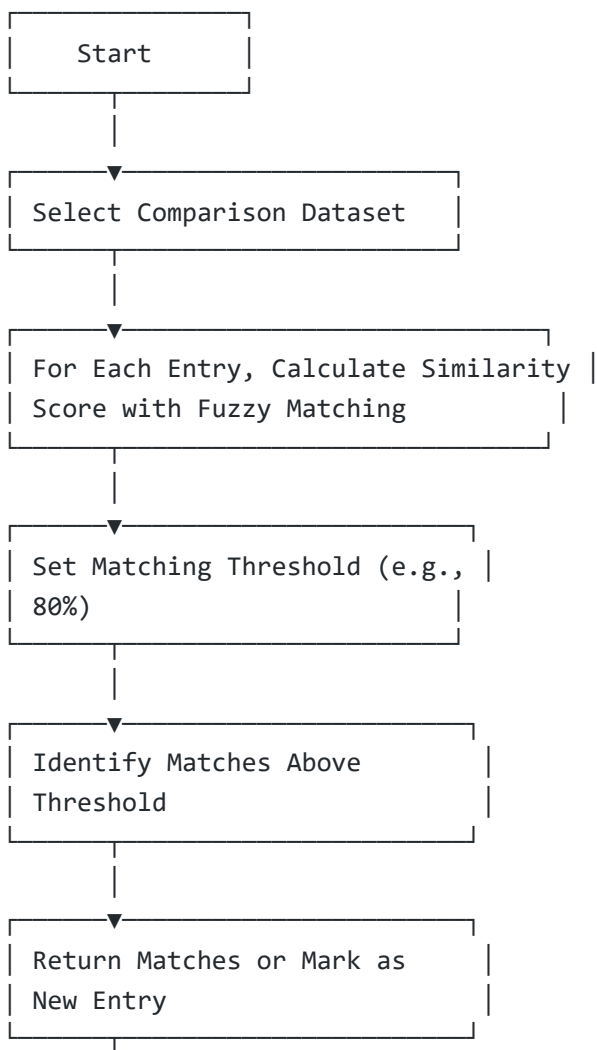 Start
Select Comparison Dataset
For Each Entry, Calculate Similarity
Score with Fuzzy Matching
Set Matching Threshold (e.g.,
80%)
Identify Matches Above
Threshold
Return Matches or Mark as
New Entry